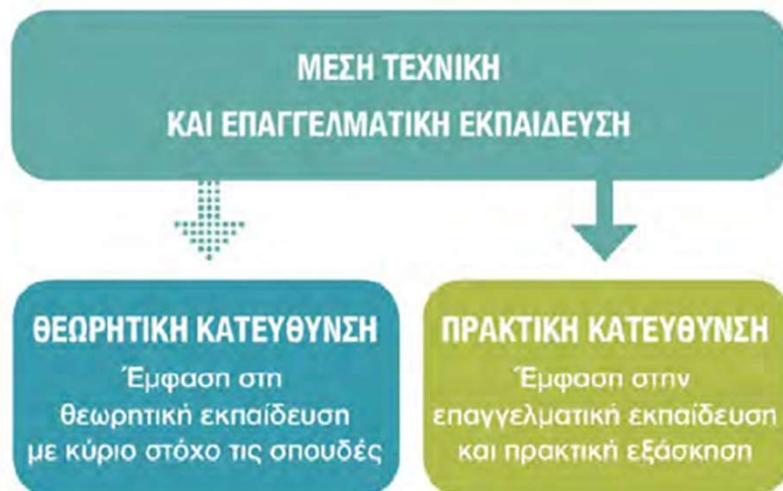 ΜΕΣΗ ΤΕΧΝΙΚΗ
ΚΑΙ ΕΠΑΓΓΕΛΜΑΤΙΚΗ ΕΚΠΑΙΔΕΥΣΗ
ΘΕΩΡΗΤΙΚΗ ΚΑΤΕΥΘΥΝΣΗ
Έμφαση στη
θεωρητική εκπαίδευση
με κύριο στόχο τις σπουδές
ΠΡΑΚΤΙΚΗ ΚΑΤΕΥΘΥΝΣΗ
Έμφαση στην
επαγγελματική εκπαίδευση
και πρακτική εξάσκηση